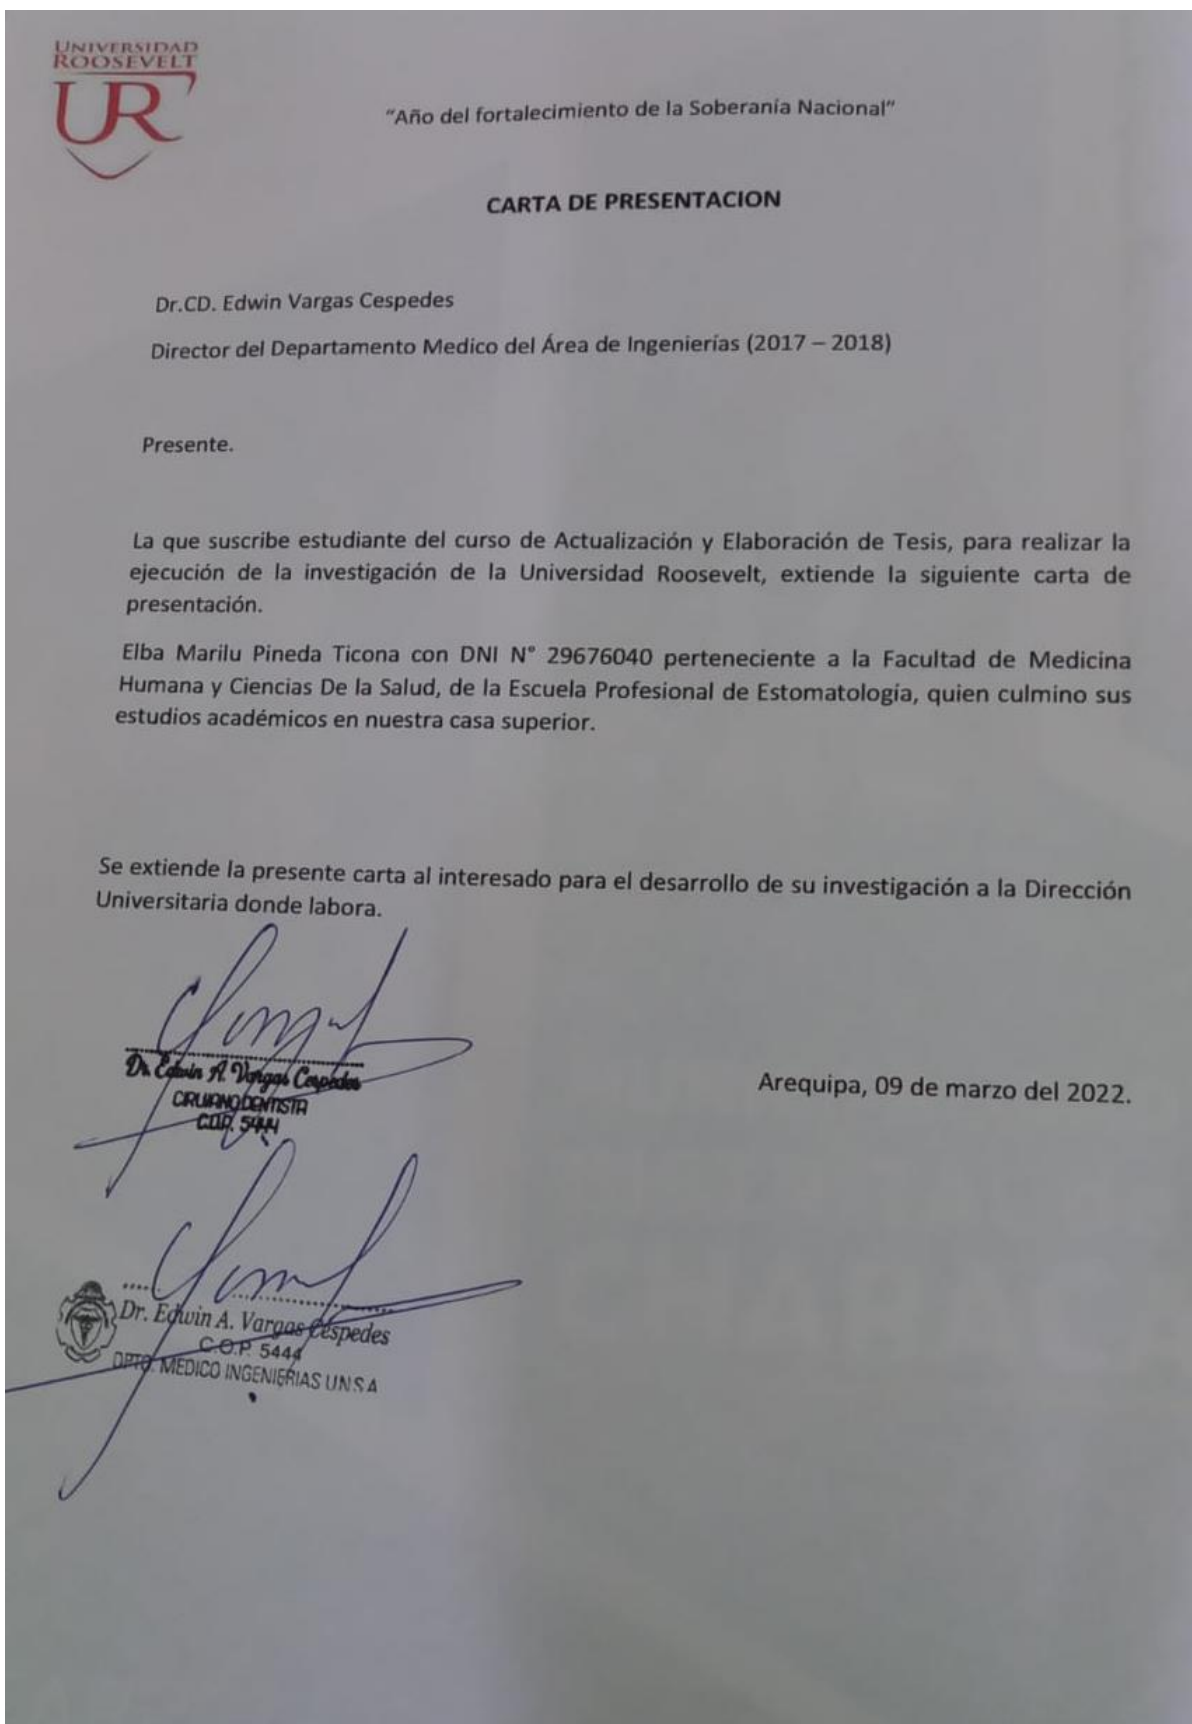 UNIVERSIDAD
ROOSEVELT
UR
“Año del fortalecimiento de la Soberanía Nacional”
CARTA DE PRESENTACION
Dr.CD. Edwin Vargas Cespedes
Director del Departamento Medico del Área de Ingenierías (2017 – 2018)
Presente.
La que suscribe estudiante del curso de Actualización y Elaboración de Tesis, para realizar la
ejecución de la investigación de la Universidad Roosevelt, extiende la siguiente carta de
presentación.
Elba Marilu Pineda Ticona con DNI N° 29676040 perteneciente a la Facultad de Medicina
Humana y Ciencias De la Salud, de la Escuela Profesional de Estomatología, quien culmino sus
estudios académicos en nuestra casa superior.
Se extiende la presente carta al interesado para el desarrollo de su investigación a la Dirección
Universitaria donde labora.
Dr. Edwin A. Vargas Cespedes
CIRUJANO DENTISTA
C.O.P. 5444
Arequipa, 09 de marzo del 2022.
Dr. Edwin A. Vargas Céspedes
C.O.P. 5444
DPTO. MEDICO INGENIERIAS U.N.S.A